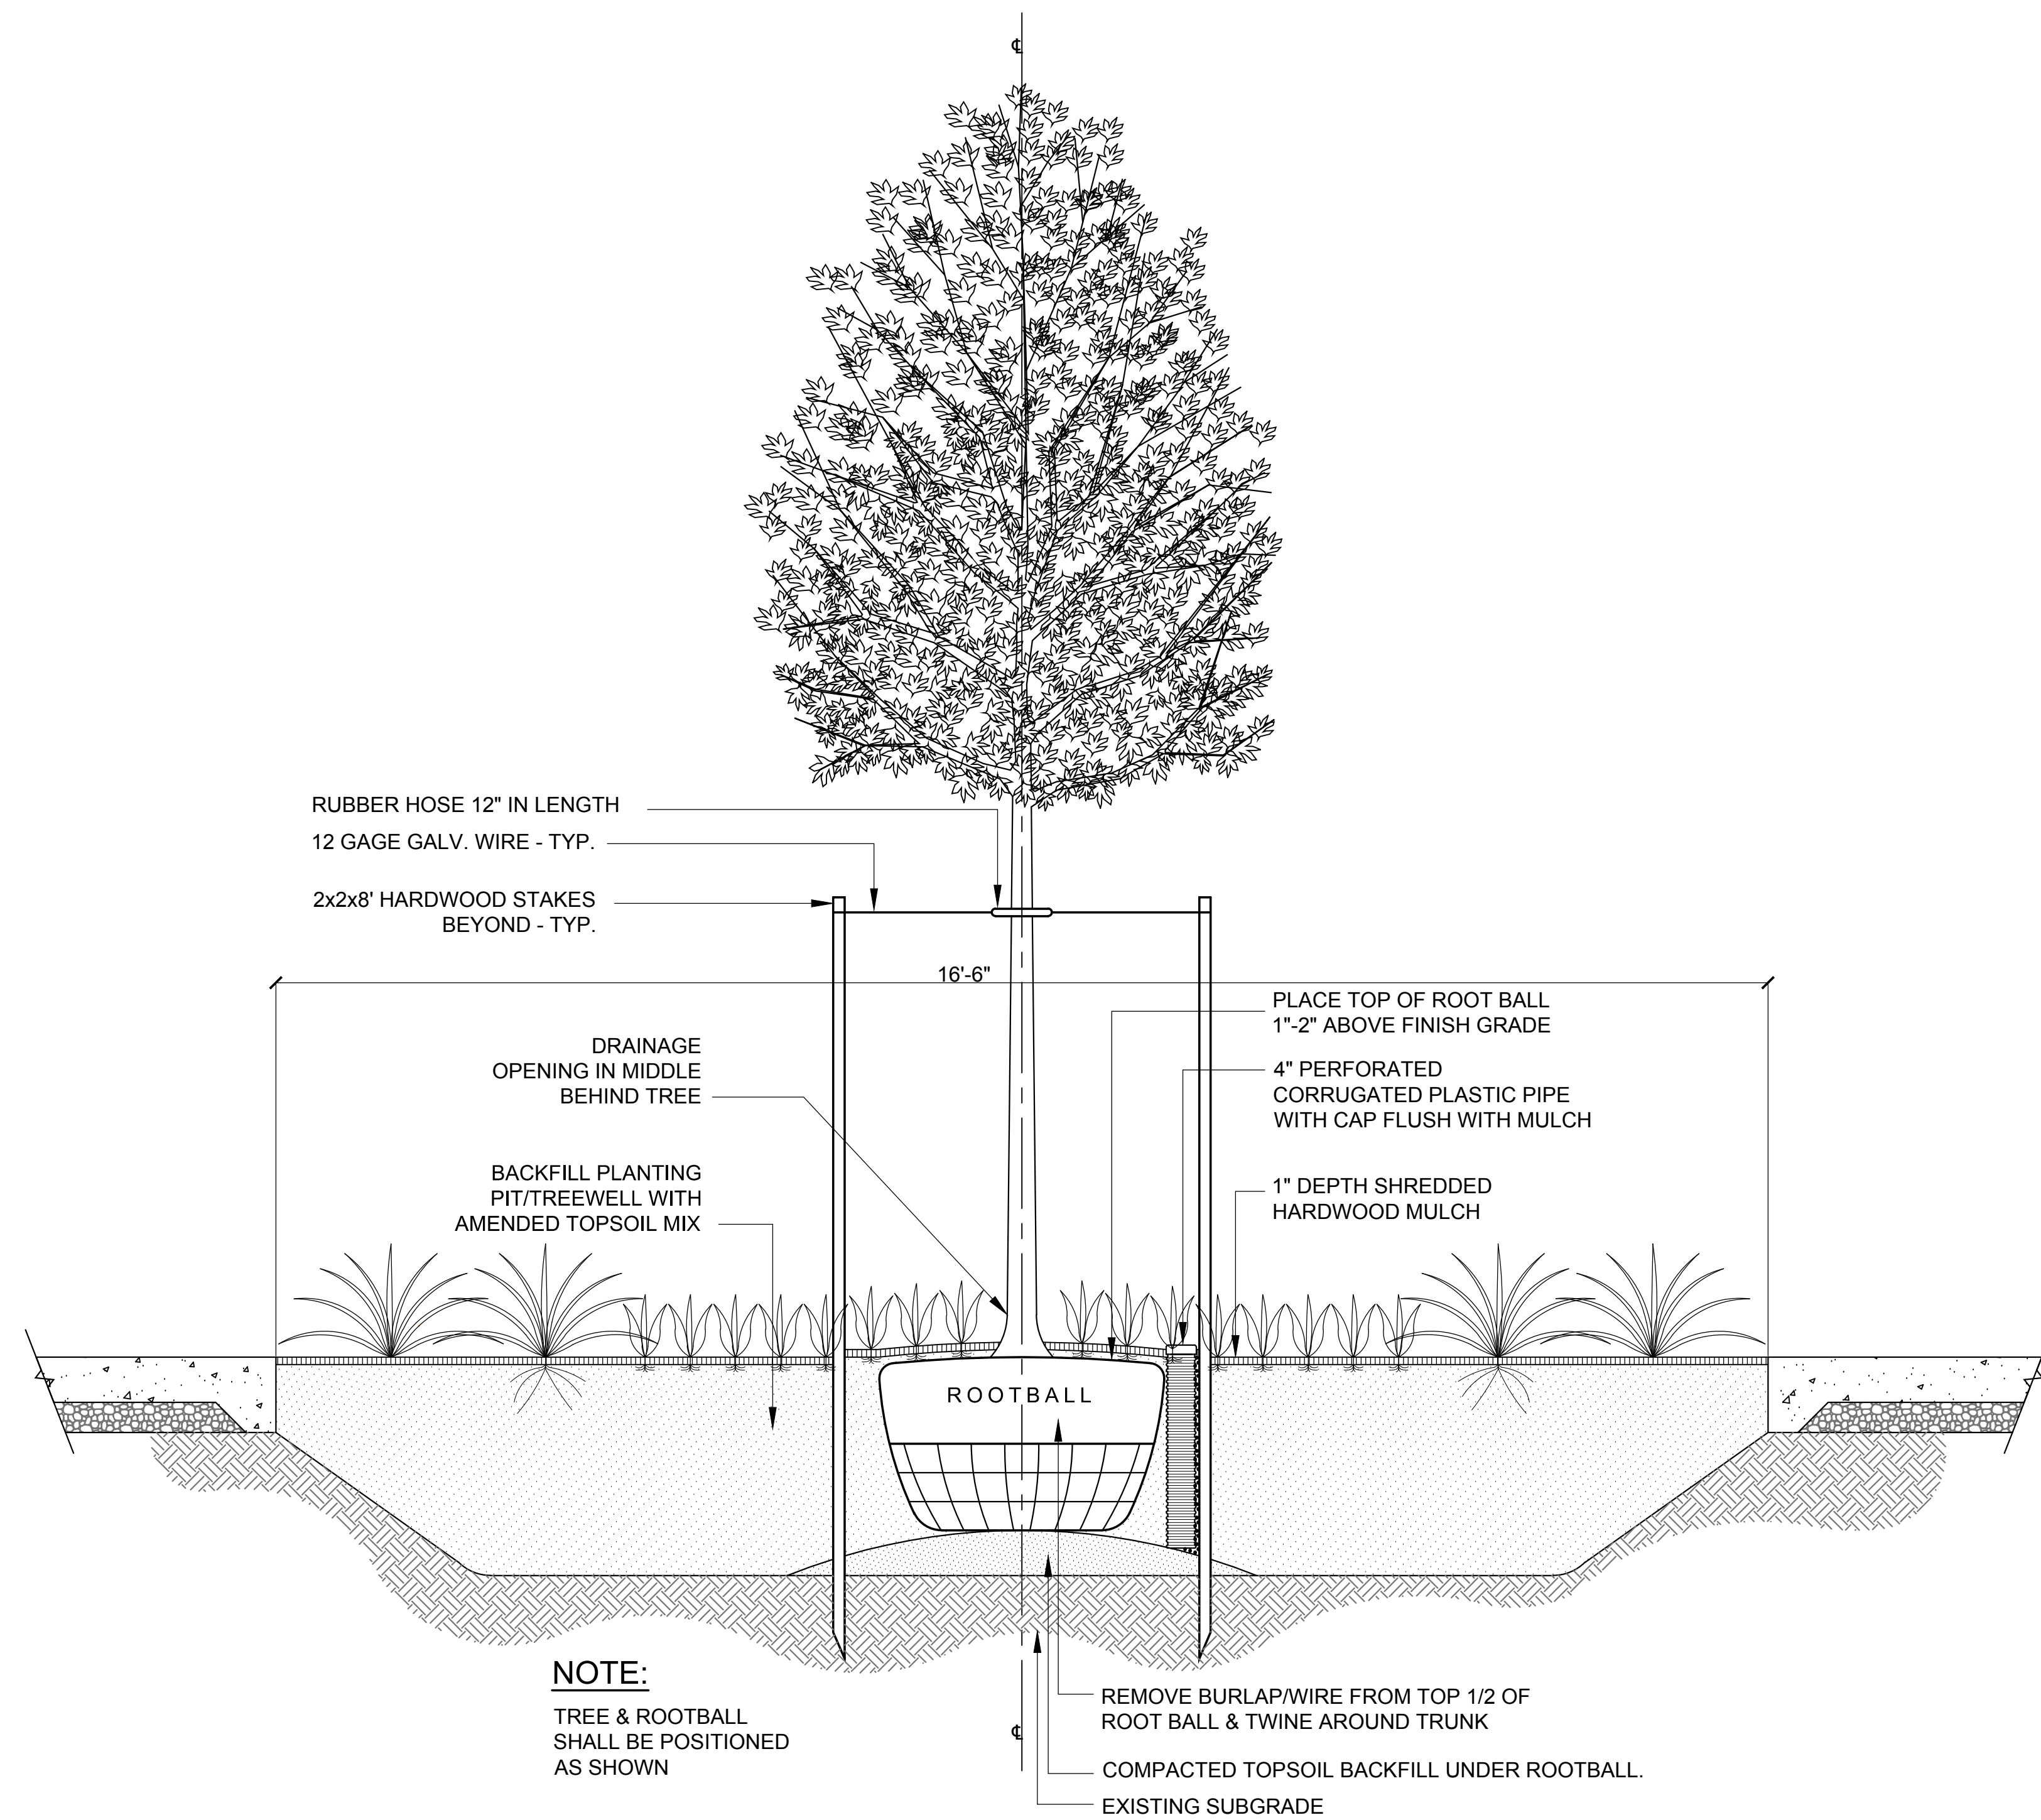 ℄
RUBBER HOSE 12" IN LENGTH
12 GAGE GALV. WIRE - TYP.
2x2x8' HARDWOOD STAKES
BEYOND - TYP.
16'-6"
DRAINAGE
OPENING IN MIDDLE
BEHIND TREE
BACKFILL PLANTING
PIT/TREEWELL WITH
AMENDED TOPSOIL MIX
PLACE TOP OF ROOT BALL
1"-2" ABOVE FINISH GRADE
4" PERFORATED
CORRUGATED PLASTIC PIPE
WITH CAP FLUSH WITH MULCH
1" DEPTH SHREDDED
HARDWOOD MULCH
ROOTBALL
NOTE:
TREE & ROOTBALL
SHALL BE POSITIONED
AS SHOWN
℄
REMOVE BURLAP/WIRE FROM TOP 1/2 OF
ROOT BALL & TWINE AROUND TRUNK
COMPACTED TOPSOIL BACKFILL UNDER ROOTBALL.
EXISTING SUBGRADE